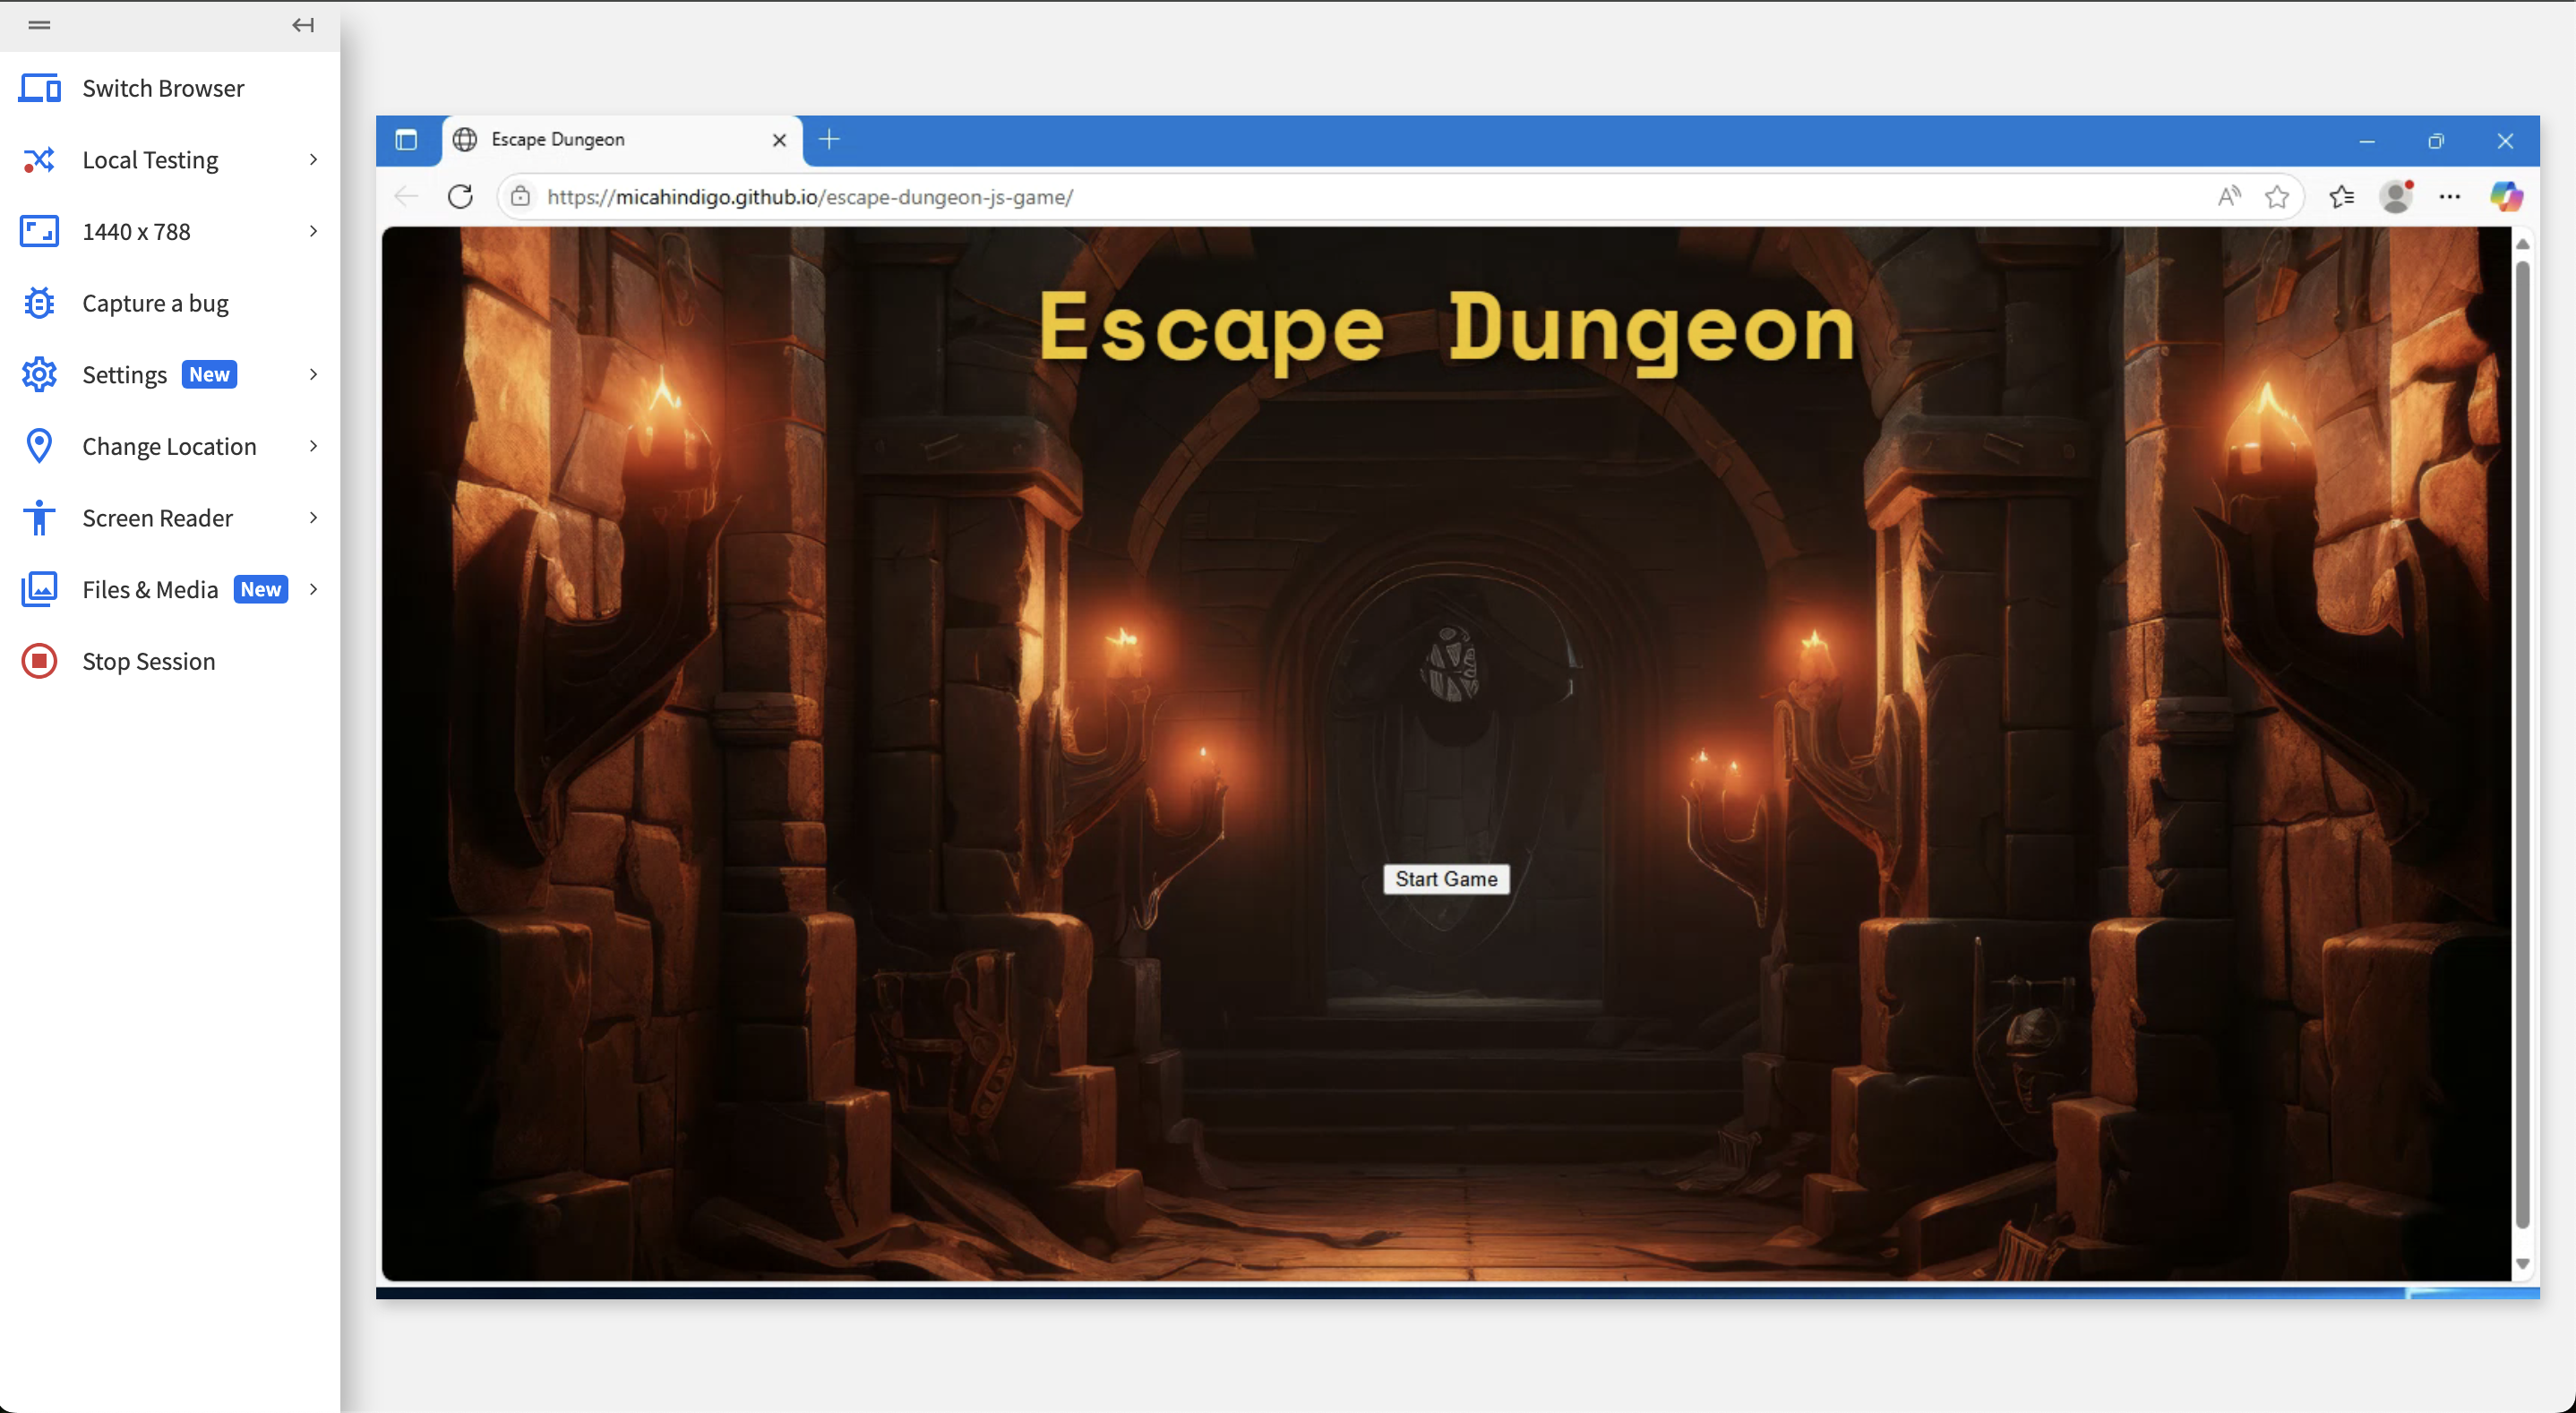 Switch Browser
Local Testing
1440 x 788
Capture a bug
Settings New
Change Location
Screen Reader
Files & Media New
Stop Session
Escape Dungeon
https://micahindigo.github.io/escape-dungeon-js-game/
Escape Dungeon
Start Game